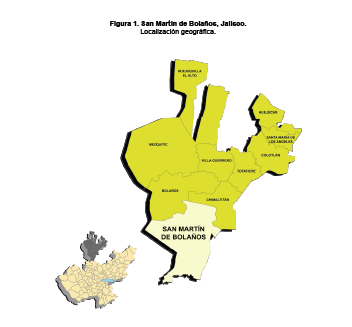 Figura 1. San Martín de Bolaños, Jalisco.
Localización geográfica.
HUEJUQUILLA
EL ALTO
HUEJÚCAR
MEZQUITIC
SANTA MARÍA DE
LOS ÁNGELES
VILLA GUERRERO
COLOTLÁN
TOTATICHE
BOLAÑOS
CHIMALTITÁN
SAN MARTÍN
DE BOLAÑOS